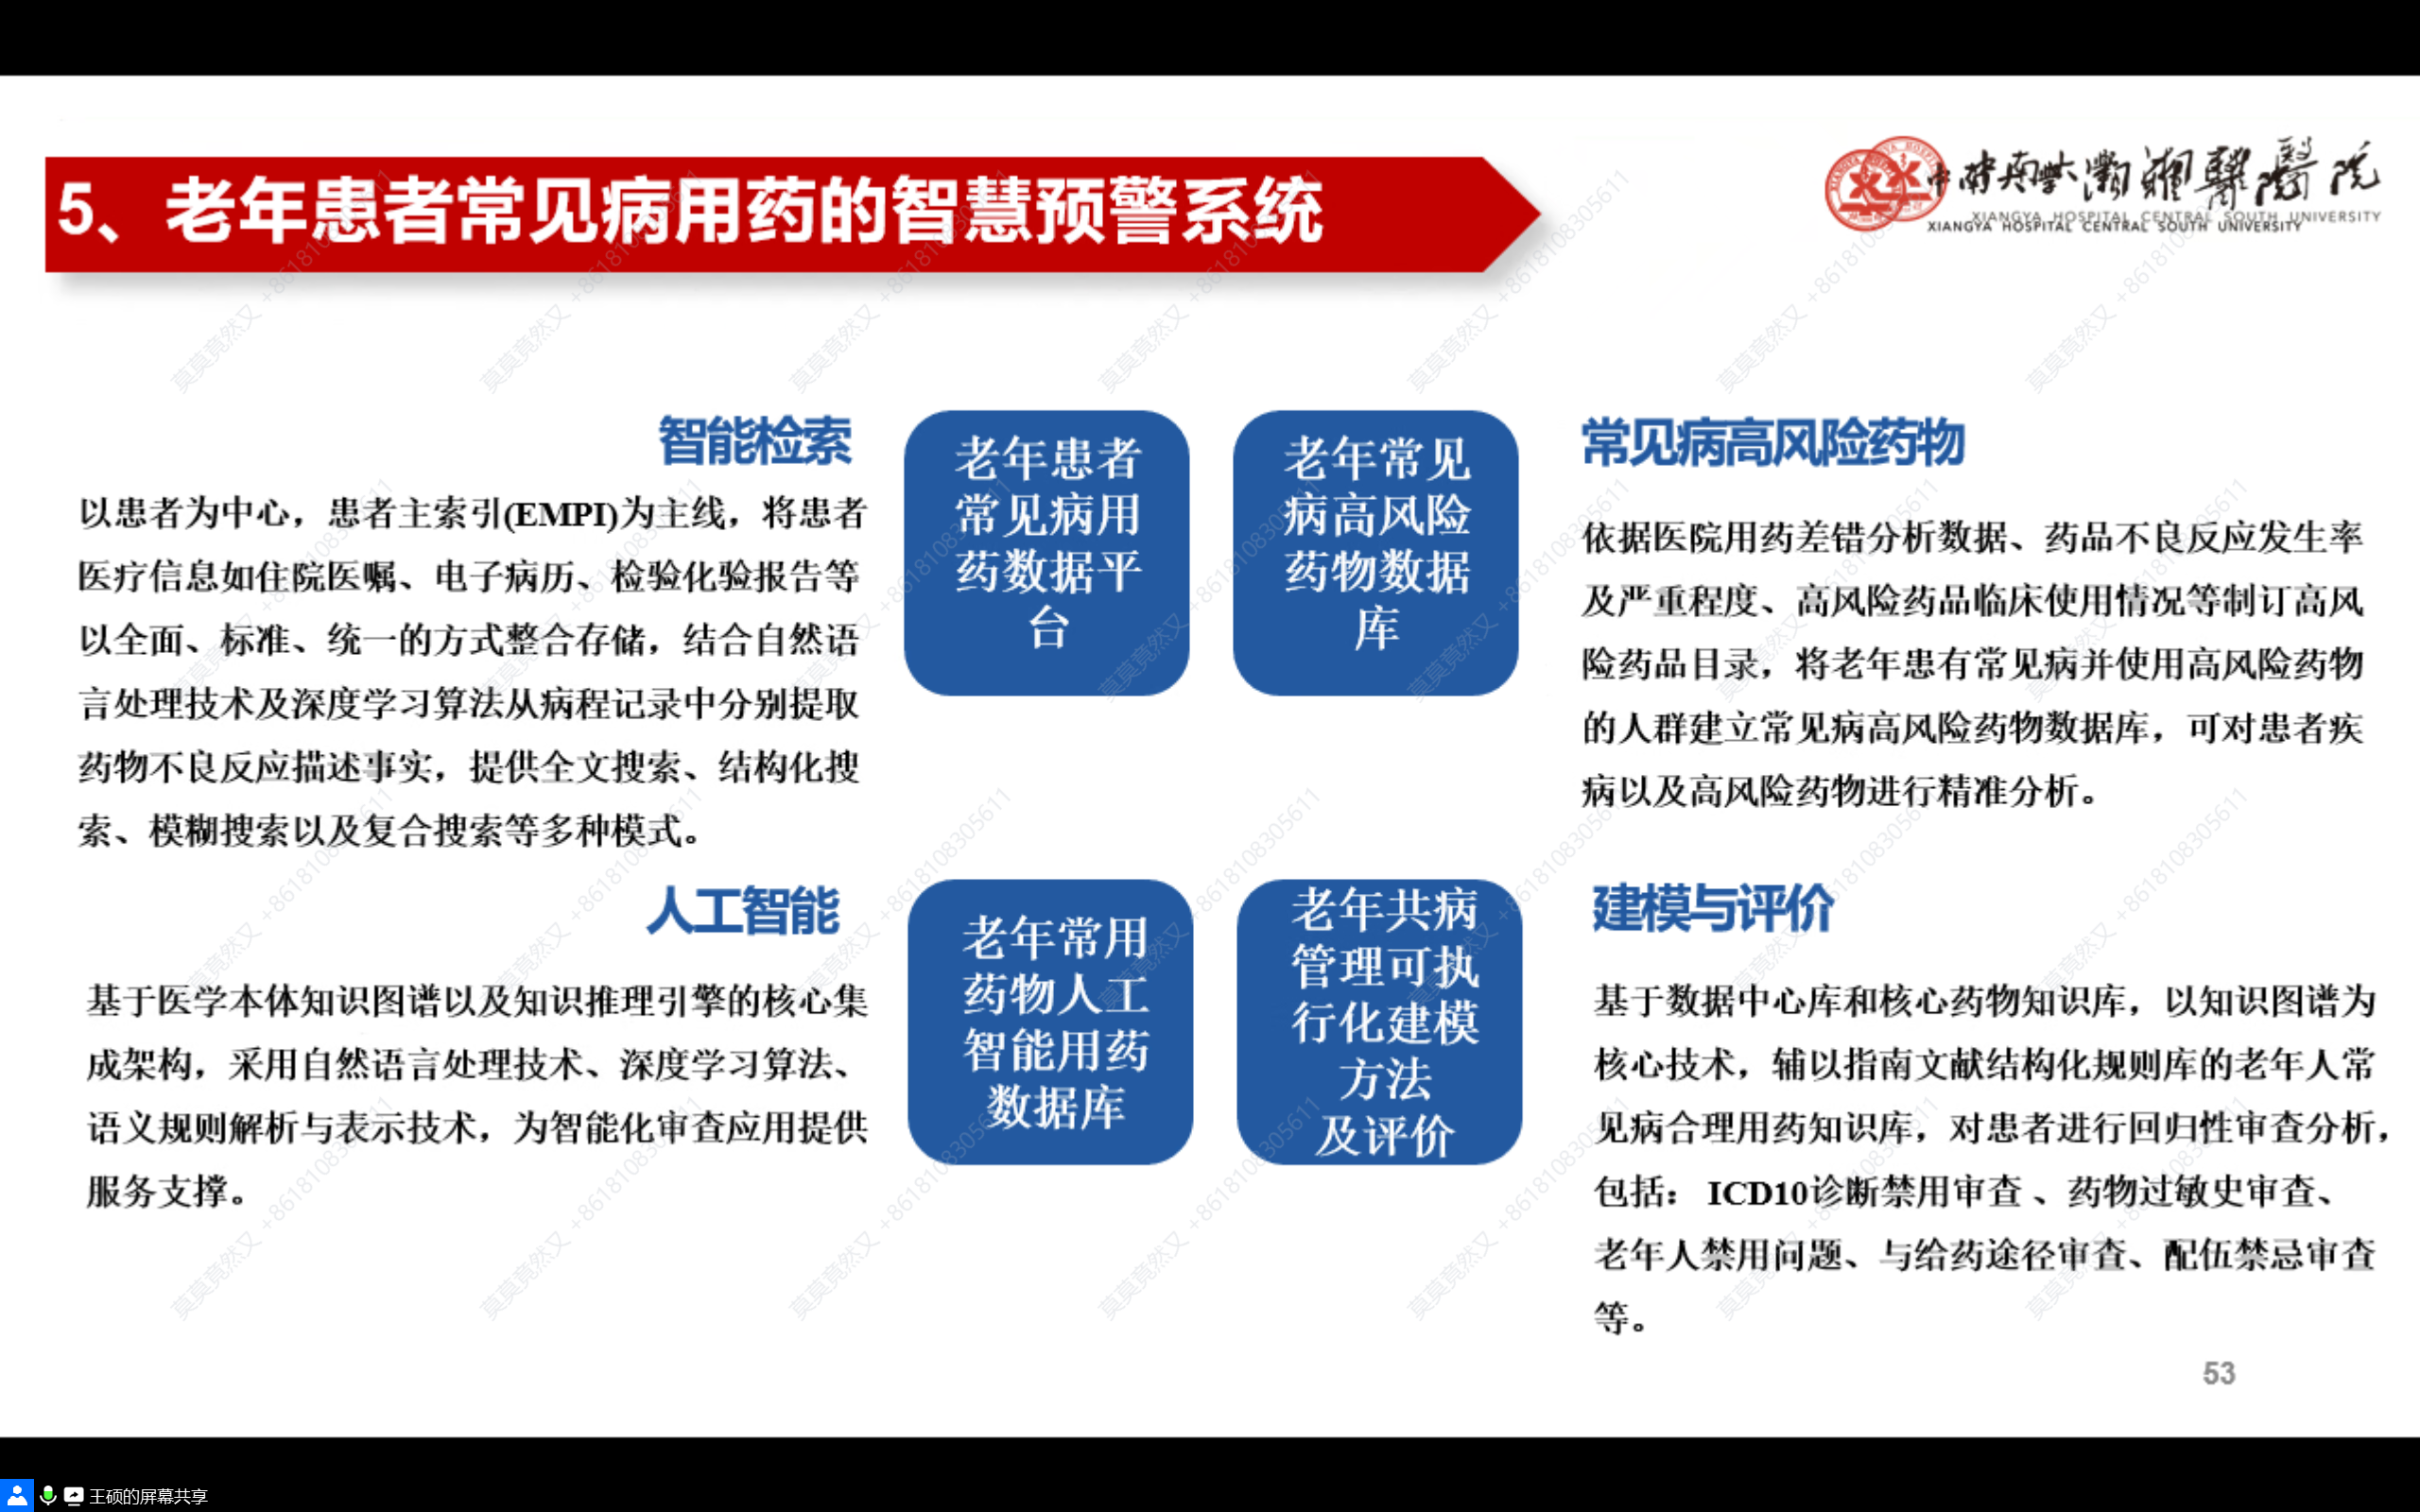 5、老年患者常见病用药的智慧预警系统
中南大学湘雅医院
XIANGYA HOSPITAL CENTRAL SOUTH UNIVERSITY
智能检索
以患者为中心，患者主索引(EMPI)为主线，将患者
医疗信息如住院医嘱、电子病历、检验化验报告等
以全面、标准、统一的方式整合存储，结合自然语
言处理技术及深度学习算法从病程记录中分别提取
药物不良反应描述事实，提供全文搜索、结构化搜
索、模糊搜索以及复合搜索等多种模式。
老年患者
常见病用
药数据平
台
老年常见
病高风险
药物数据
库
常见病高风险药物
依据医院用药差错分析数据、药品不良反应发生率
及严重程度、高风险药品临床使用情况等制订高风
险药品目录，将老年患有常见病并使用高风险药物
的人群建立常见病高风险药物数据库，可对患者疾
病以及高风险药物进行精准分析。
人工智能
基于医学本体知识图谱以及知识推理引擎的核心集
成架构，采用自然语言处理技术、深度学习算法、
语义规则解析与表示技术，为智能化审查应用提供
服务支撑。
老年常用
药物人工
智能用药
数据库
老年共病
管理可执
行化建模
方法
及评价
建模与评价
基于数据中心库和核心药物知识库，以知识图谱为
核心技术，辅以指南文献结构化规则库的老年人常
见病合理用药知识库，对患者进行回归性审查分析，
包括： ICD10诊断禁用审查 、药物过敏史审查、
老年人禁用问题、与给药途径审查、配伍禁忌审查
等。
53
莫莫竟然又 +8618108305611
王硕的屏幕共享